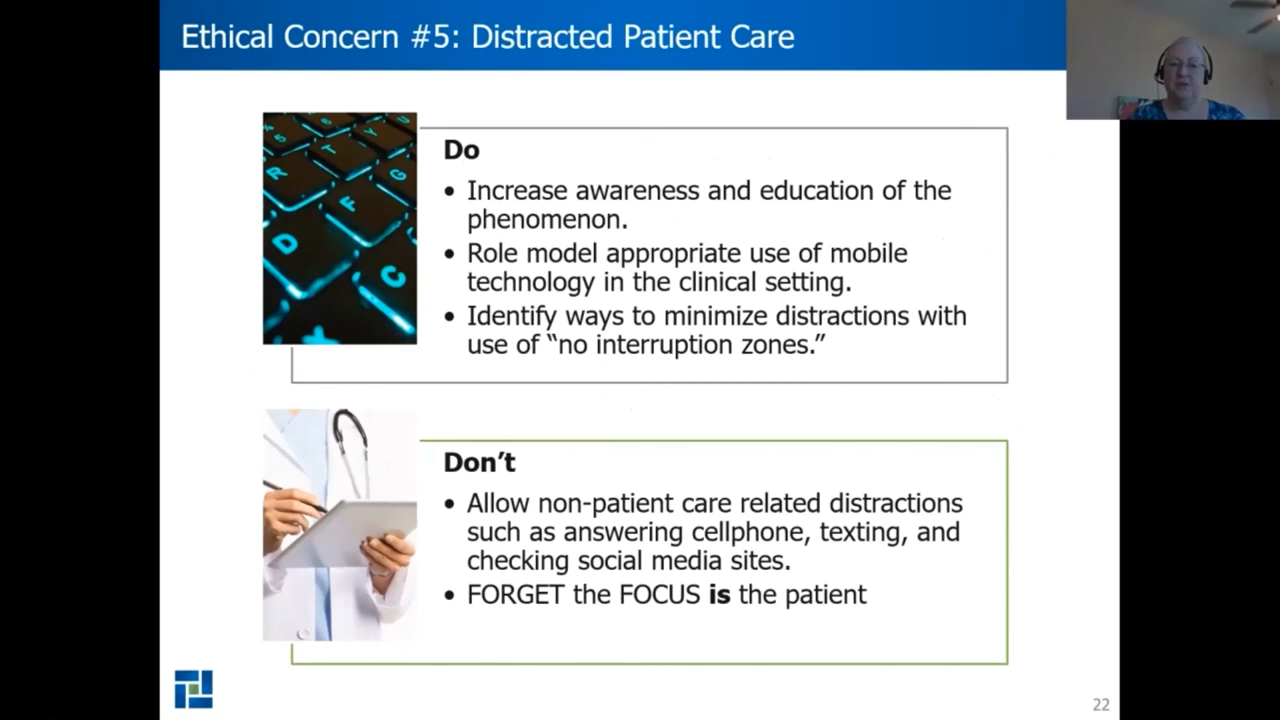 Ethical Concern #5: Distracted Patient Care
Do
• Increase awareness and education of the
phenomenon.
• Role model appropriate use of mobile
technology in the clinical setting.
• Identify ways to minimize distractions with
use of “no interruption zones.”
R
T
Y
U
G
F
D
C
Don’t
• Allow non-patient care related distractions
such as answering cellphone, texting, and
checking social media sites.
• FORGET the FOCUS is the patient
22